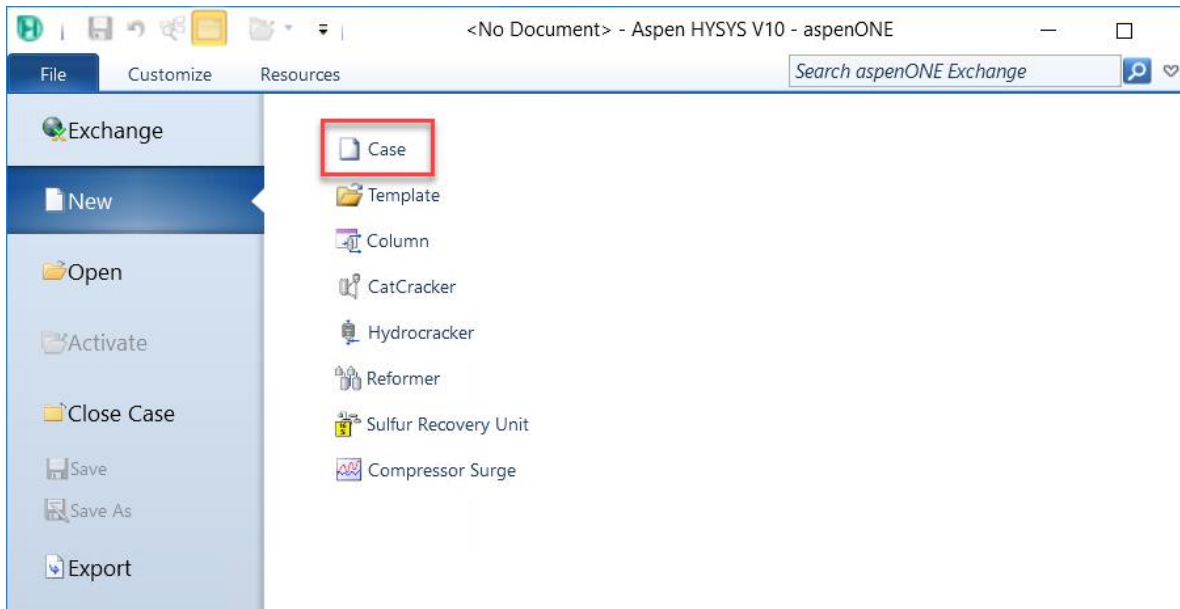 <No Document> - Aspen HYSYS V10 - aspenONE
File Customize Resources Search aspenONE Exchange
Exchange
New
Open
Activate
Close Case
Save
Save As
Export
Case
Template
Column
CatCracker
Hydrocracker
Reformer
Sulfur Recovery Unit
Compressor Surge